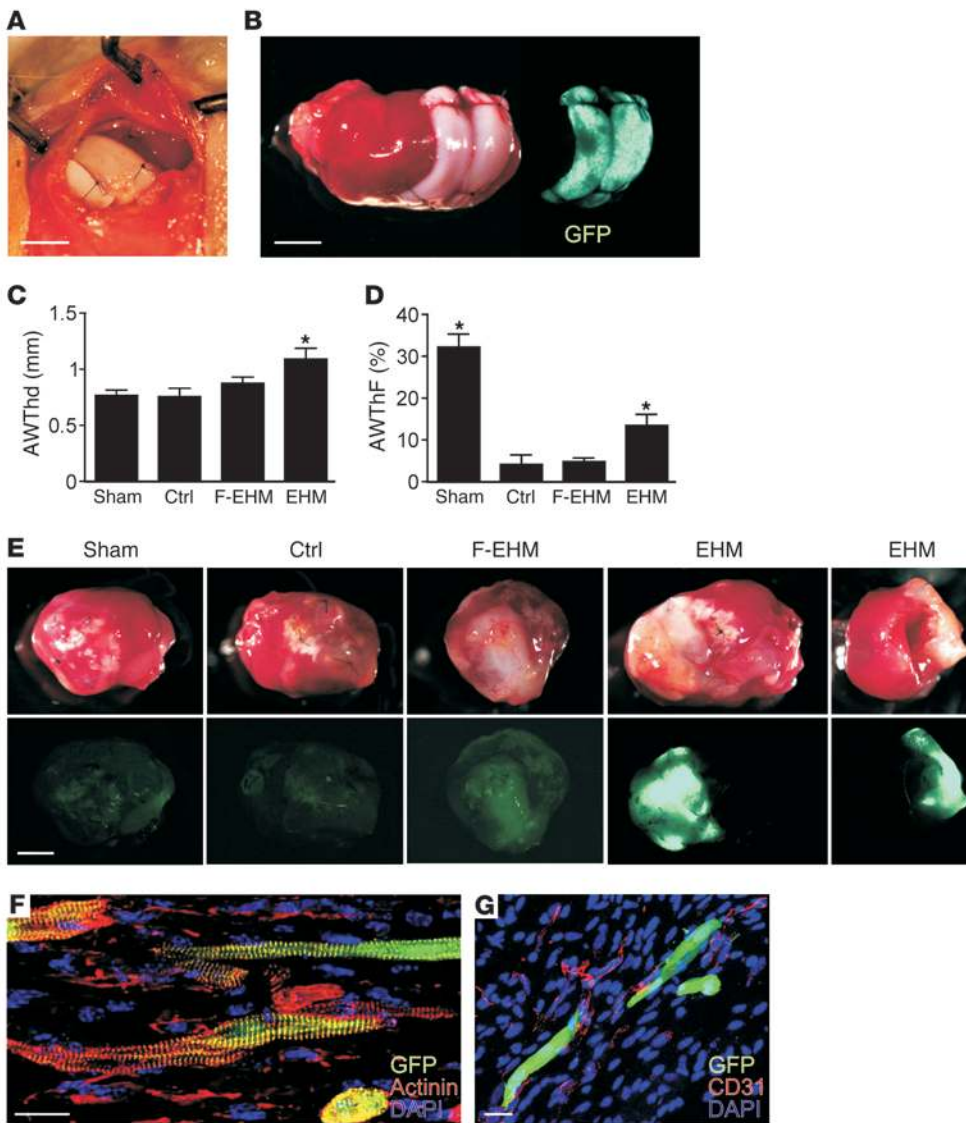 A
B
GFP
C
AWThd (mm)
1.5
1
0.5
0
*
Sham Ctrl F-EHM EHM
D
AWThF (%)
40
30
20
10
0
*
*
Sham Ctrl F-EHM EHM
E
Sham Ctrl F-EHM EHM EHM
F
GFP
Actinin
DAPI
G
GFP
CD31
DAPI